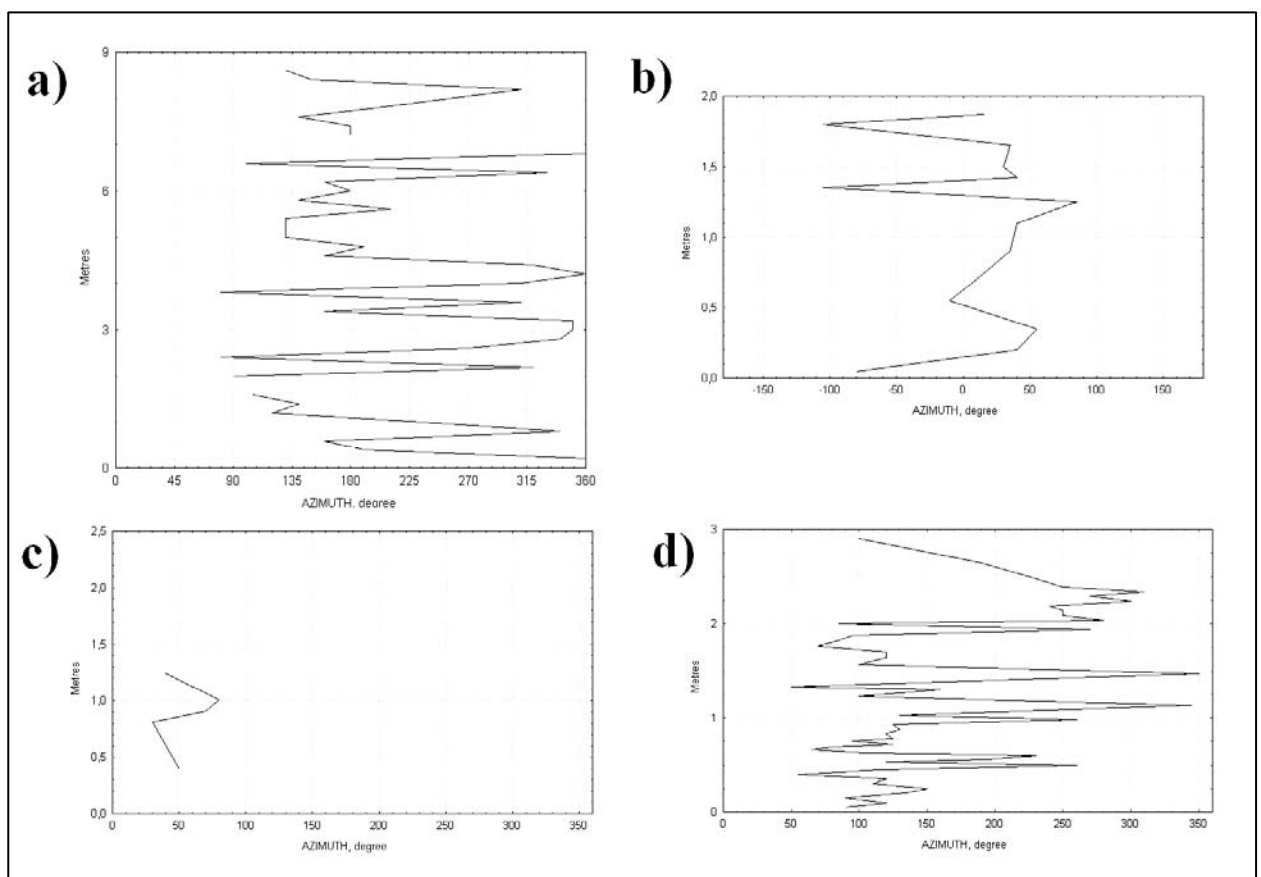 a)
9
6
3
0
Metres
0 45 90 135 180 225 270 315 360
AZIMUTH, degree
b)
2,0
1,5
1,0
0,5
0,0
Metres
-150 -100 -50 0 50 100 150
AZIMUTH, degree
c)
2,5
2,0
1,5
1,0
0,5
0,0
Metres
0 50 100 150 200 250 300 350
AZIMUTH, degree
d)
3
2
1
0
Metres
0 50 100 150 200 250 300 350
AZIMUTH, degree